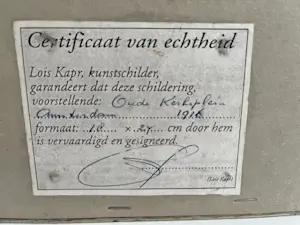 Certificaat van echtheid
Lois Kapr, kunstschilder,
garandeert dat deze schildering,
voorstellende: Oude Kerksplein
Amsterdam 1916
formaat: 18 x 24 cm door hem
is vervaardigd en gesigneerd.
(Lois Kapr)